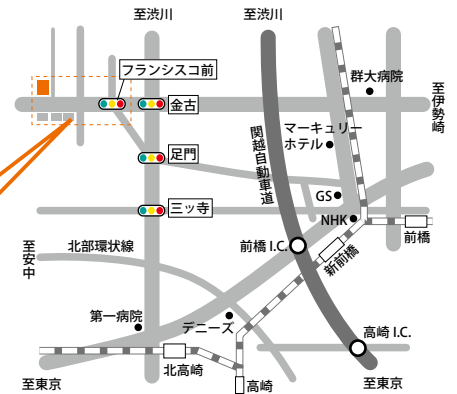 至渋川
至渋川
フランシスコ前
群大病院
至伊勢崎
金古
マーキュリー
ホテル
関越自動車道
足門
GS
三ッ寺
NHK
前橋
至安中
北部環状線
前橋 I.C.
新前橋
第一病院
デニーズ
高崎 I.C.
北高崎
至東京
高崎
至東京